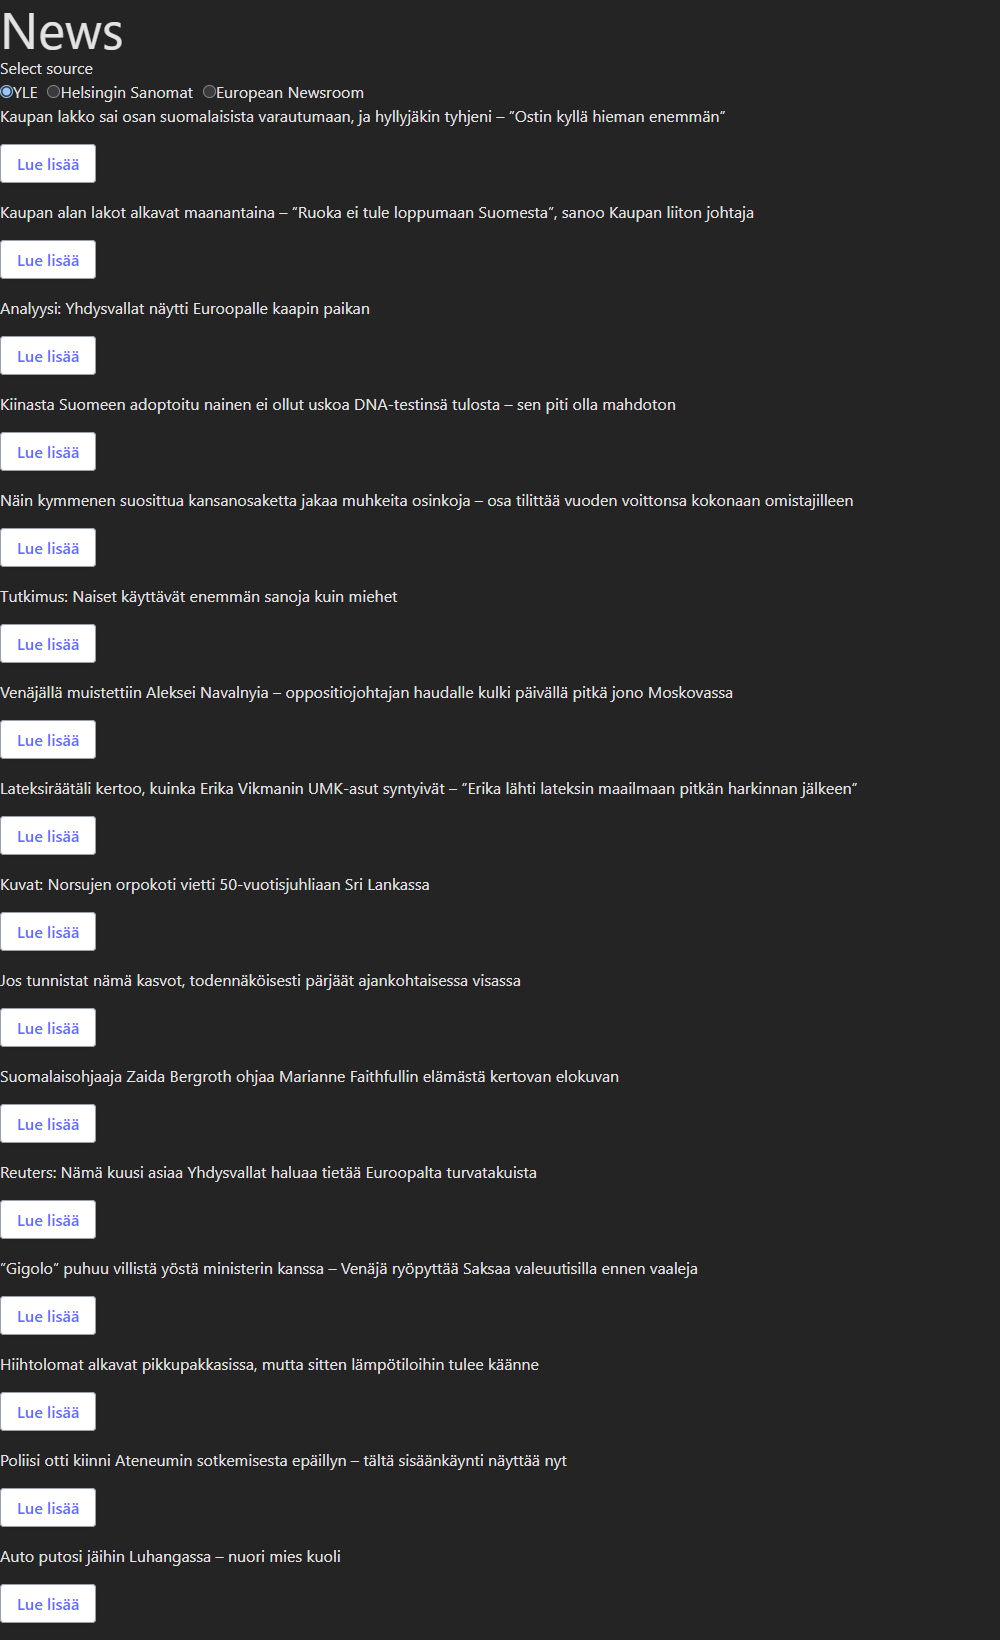 News
Select source
YLE Helsingin Sanomat European Newsroom
Kaupan lakko sai osan suomalaisista varautumaan, ja hyllyjäkin tyhjeni – ”Ostin kyllä hieman enemmän”
Lue lisää
Kaupan alan lakot alkavat maanantaina – ”Ruoka ei tule loppumaan Suomesta”, sanoo Kaupan liiton johtaja
Lue lisää
Analyysi: Yhdysvallat näytti Euroopalle kaapin paikan
Lue lisää
Kiinasta Suomeen adoptoitu nainen ei ollut uskoa DNA-testinsä tulosta – sen piti olla mahdoton
Lue lisää
Näin kymmenen suosittua kansanosaketta jakaa muhkeita osinkoja – osa tilittää vuoden voittonsa kokonaan omistajilleen
Lue lisää
Tutkimus: Naiset käyttävät enemmän sanoja kuin miehet
Lue lisää
Venäjällä muistettiin Aleksei Navalnyia – oppositiojohtajan haudalle kulki päivällä pitkä jono Moskovassa
Lue lisää
Lateksiräätäli kertoo, kuinka Erika Vikmanin UMK-asut syntyivät – ”Erika lähti lateksin maailmaan pitkän harkinnan jälkeen”
Lue lisää
Kuvat: Norsujen orpokoti vietti 50-vuotisjuhliaan Sri Lankassa
Lue lisää
Jos tunnistat nämä kasvot, todennäköisesti pärjäät ajankohtaisessa visassa
Lue lisää
Suomalaisohjaaja Zaida Bergroth ohjaa Marianne Faithfullin elämästä kertovan elokuvan
Lue lisää
Reuters: Nämä kuusi asiaa Yhdysvallat haluaa tietää Euroopalta turvatakuista
Lue lisää
”Gigolo” puhuu villistä yöstä ministerin kanssa – Venäjä ryöpyttää Saksaa valeuutisilla ennen vaaleja
Lue lisää
Hiihtolomat alkavat pikkupakkasissa, mutta sitten lämpötiloihin tulee käänne
Lue lisää
Poliisi otti kiinni Ateneumin sotkemisesta epäillyn – tältä sisäänkäynti näyttää nyt
Lue lisää
Auto putosi jäihin Luhangassa – nuori mies kuoli
Lue lisää